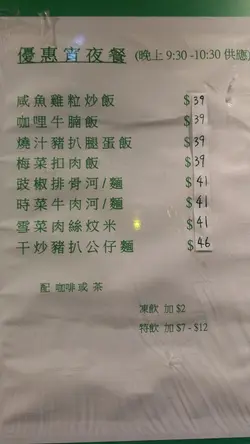 優惠宵夜餐 (晚上 9:30 -10:30 供應)
咸魚雞粒炒飯 $ 39
咖哩牛腩飯 $ 39
燒汁豬扒腿蛋飯 $ 39
梅菜扣肉飯 $ 39
豉椒排骨河/麵 $ 41
時菜牛肉河/麵 $ 41
雪菜肉絲炆米 $ 41
干炒豬扒公仔麵 $ 46
配 咖啡或 茶
凍飲 加 $2
特飲 加 $7 - $12